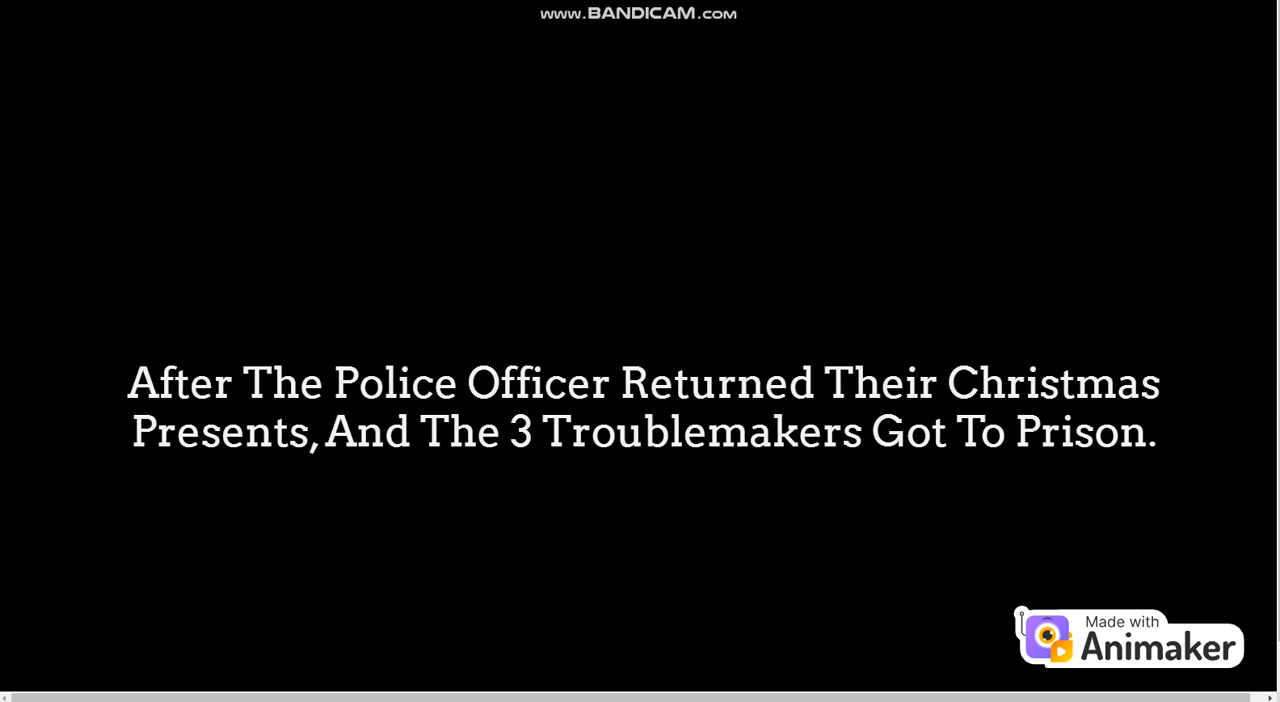 www.BANDICAM.com
After The Police Officer Returned Their Christmas
Presents, And The 3 Troublemakers Got To Prison.
Made with
Animaker